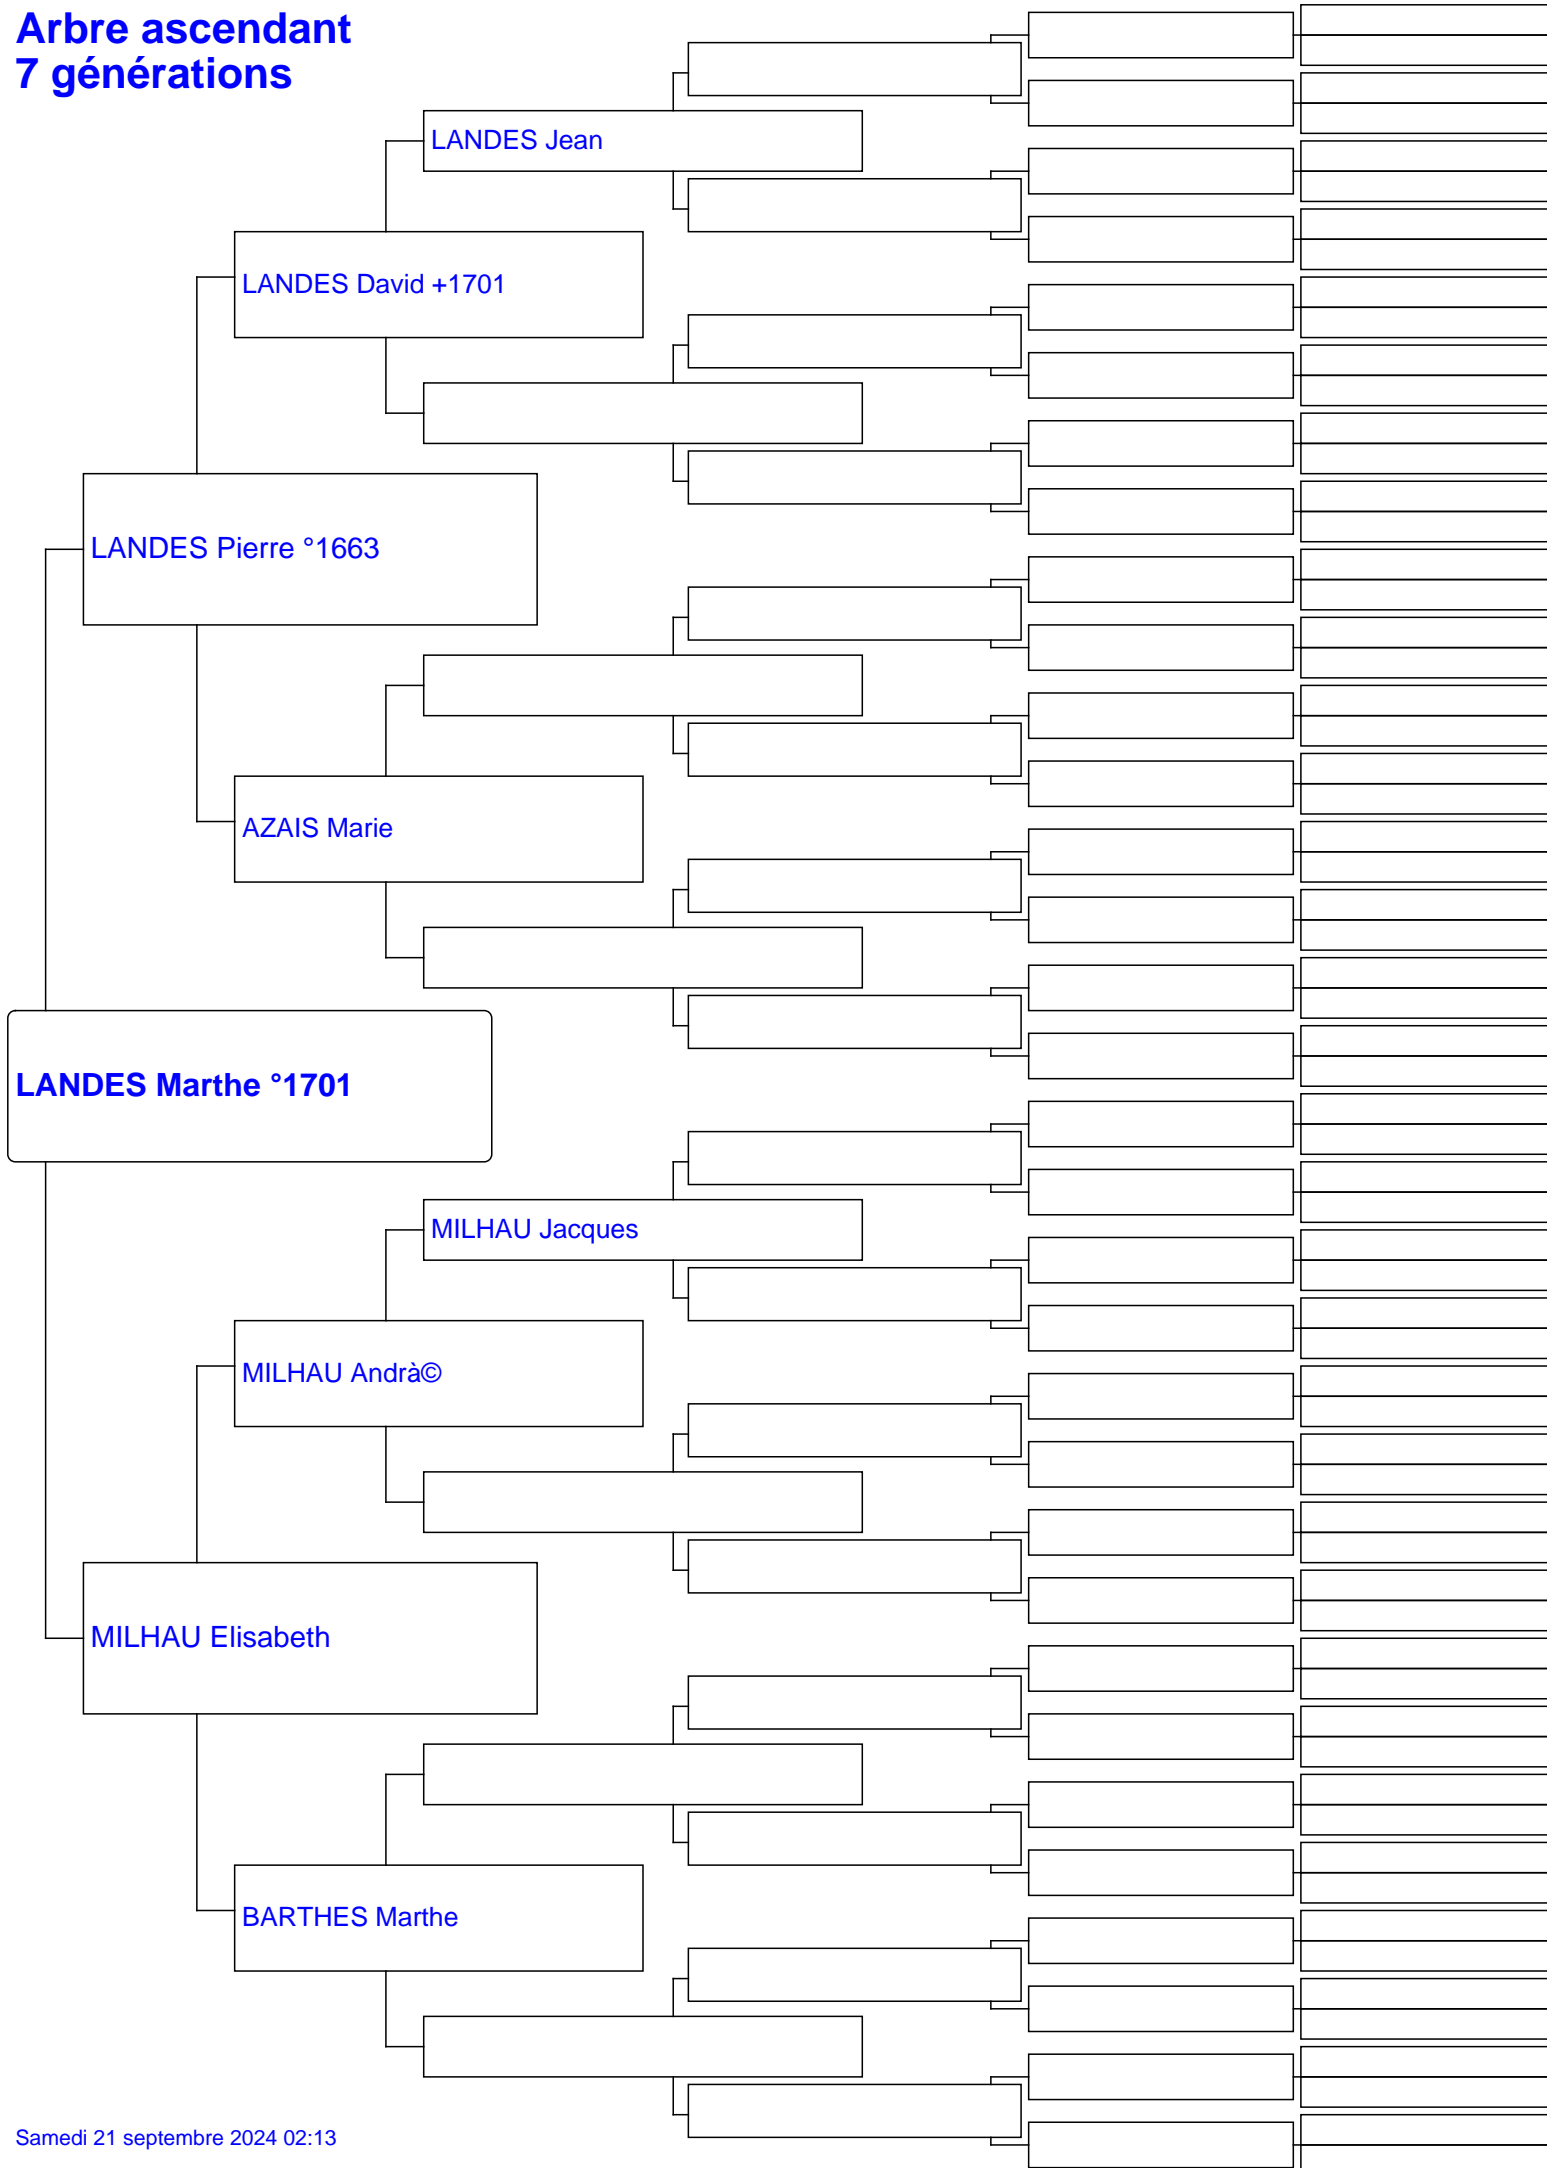 Arbre ascendant
7 générations
LANDES Jean
LANDES David +1701
LANDES Pierre °1663
AZAIS Marie
LANDES Marthe °1701
MILHAU Jacques
MILHAU Andrà©
MILHAU Elisabeth
BARTHES Marthe
Samedi 21 septembre 2024 02:13